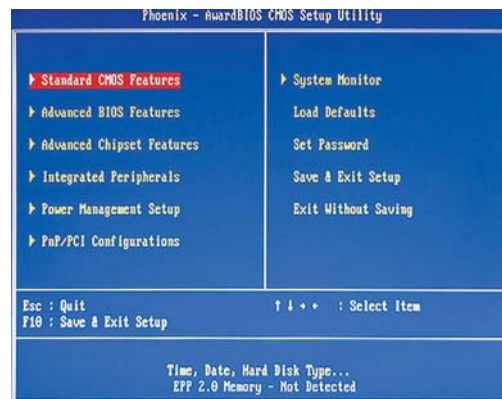 Phoenix - AwardBIOS CMOS Setup Utility
Standard CMOS Features
Advanced BIOS Features
Advanced Chipset Features
Integrated Peripherals
Power Management Setup
PnP/PCI Configurations
System Monitor
Load Defaults
Set Password
Save & Exit Setup
Exit Without Saving
Esc : Quit
F10 : Save & Exit Setup
↑ ↓ → ← : Select Item
Time, Date, Hard Disk Type...
EPP 2.0 Memory - Not Detected